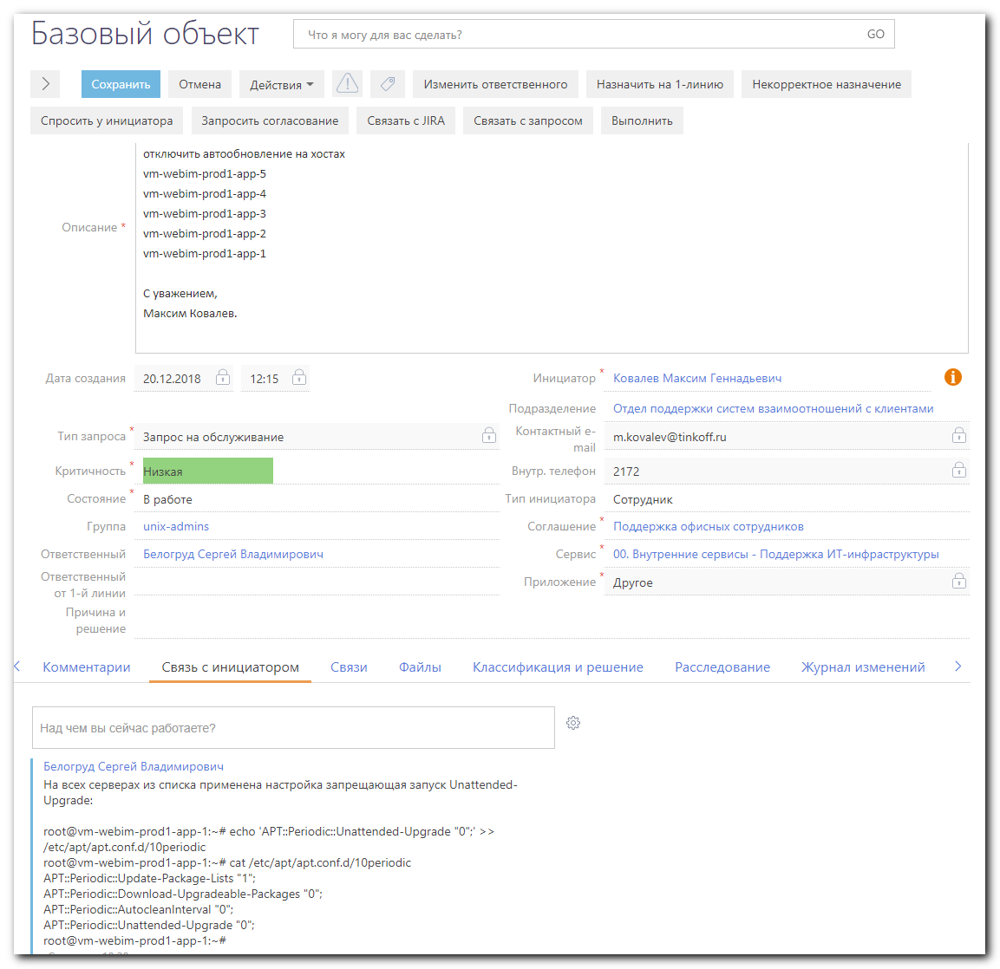 Базовый объект
Что я могу для вас сделать?
GO
Сохранить
Отмена
Действия
Изменить ответственного
Назначить на 1-линию
Некорректное назначение
Спросить у инициатора
Запросить согласование
Связать с JIRA
Связать с запросом
Выполнить
отключить автообновление на хостах
vm-webim-prod1-app-5
vm-webim-prod1-app-4
vm-webim-prod1-app-3
Описание *
vm-webim-prod1-app-2
vm-webim-prod1-app-1
С уважением,
Максим Ковалев.
Дата создания 20.12.2018 12:15
Инициатор * Ковалев Максим Геннадьевич
Подразделение Отдел поддержки систем взаимоотношений с клиентами
Тип запроса * Запрос на обслуживание
Контактный e-
mail
m.kovalev@tinkoff.ru
Критичность * Низкая
Внутр. телефон 2172
Состояние * В работе
Тип инициатора Сотрудник
Группа unix-admins
Соглашение * Поддержка офисных сотрудников
Ответственный Белогруд Сергей Владимирович
Сервис * 00. Внутренние сервисы - Поддержка ИТ-инфраструктуры
Ответственный
от 1-й линии
Приложение * Другое
Причина и
решение
Комментарии
Связь с инициатором
Связи
Файлы
Классификация и решение
Расследование
Журнал изменений
Над чем вы сейчас работаете?
Белогруд Сергей Владимирович
На всех серверах из списка применена настройка запрещающая запуск Unattended-
Upgrade:
root@vm-webim-prod1-app-1:~# echo 'APT::Periodic::Unattended-Upgrade "0";' >>
/etc/apt/apt.conf.d/10periodic
root@vm-webim-prod1-app-1:~# cat /etc/apt/apt.conf.d/10periodic
APT::Periodic::Update-Package-Lists "1";
APT::Periodic::Download-Upgradeable-Packages "0";
APT::Periodic::AutocleanInterval "0";
APT::Periodic::Unattended-Upgrade "0";
root@vm-webim-prod1-app-1:~#